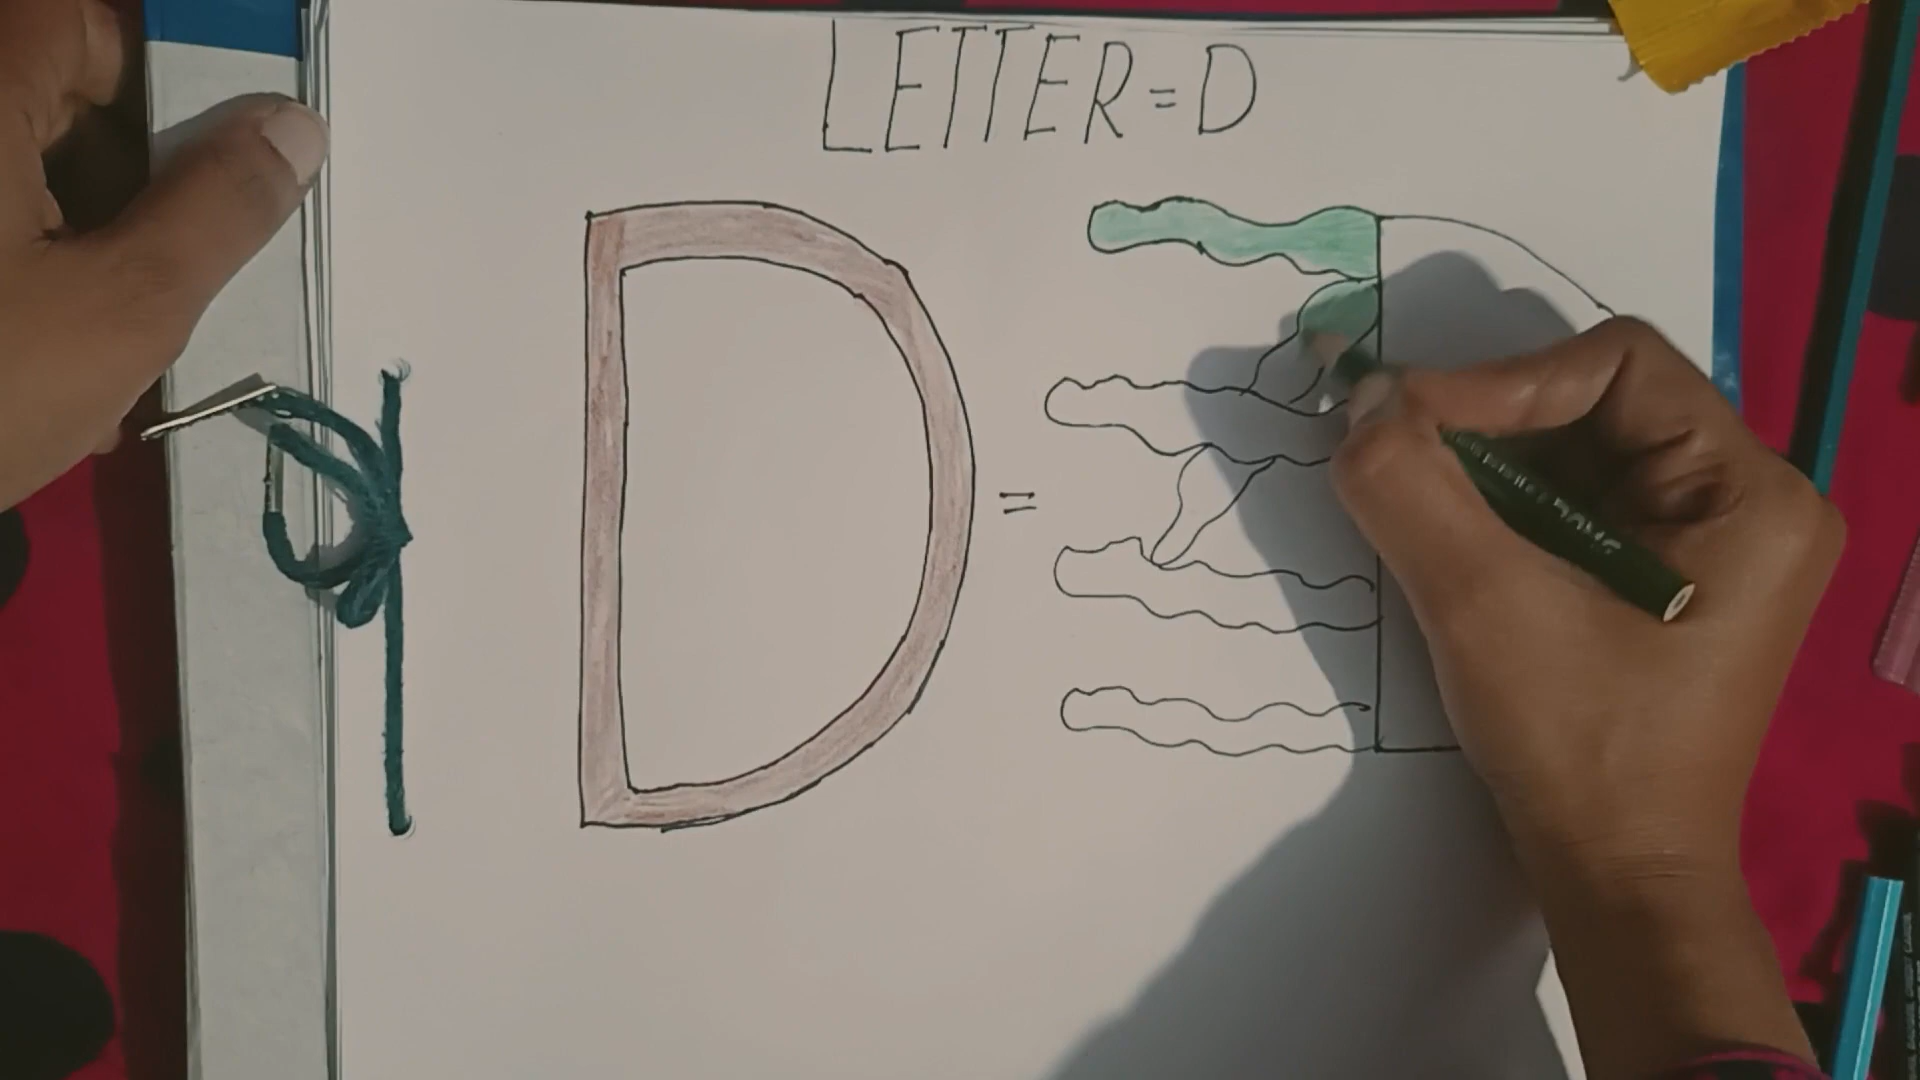 LETTER = D
D =